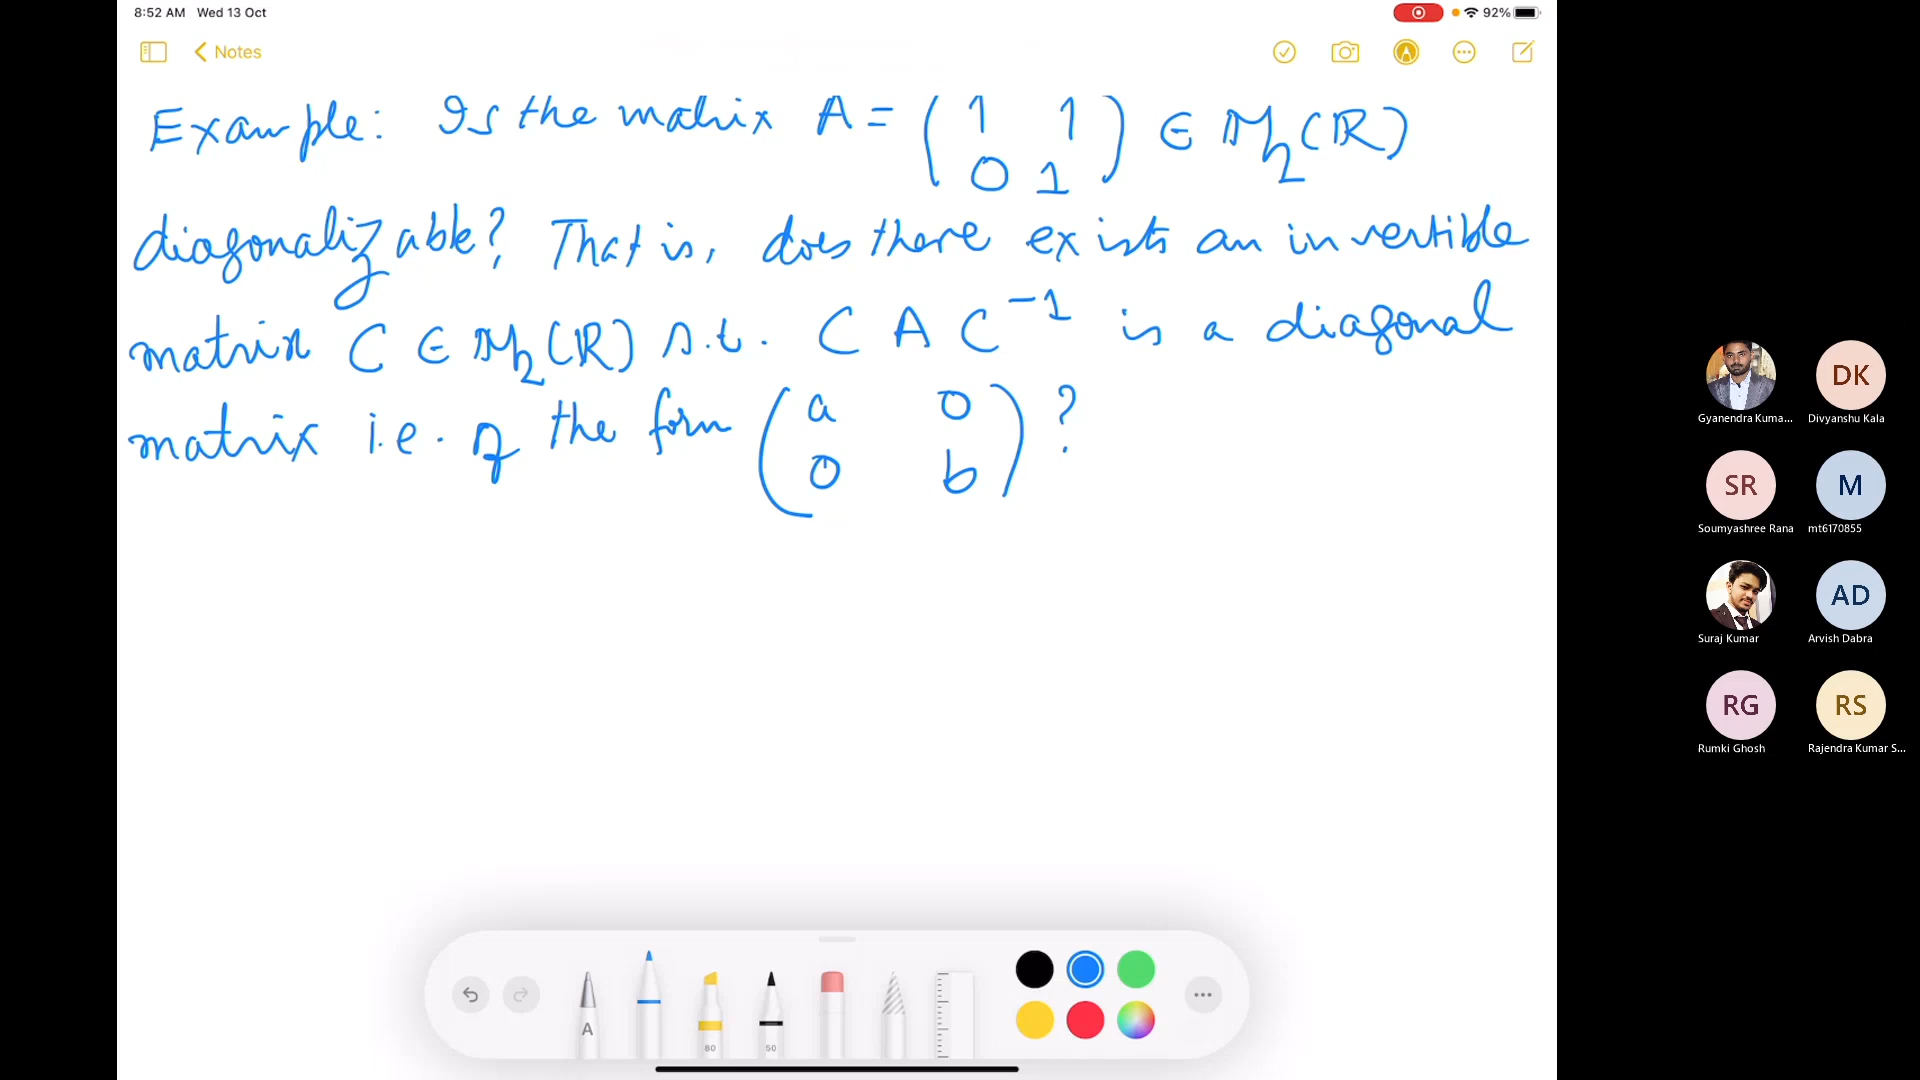 8:52 AM Wed 13 Oct
92%
Notes
Example: Is the matrix A = ( 1 1 ) ∈ M₂(ℝ)
0 1
diagonalizable? That is, does there exists an invertible
matrix C ∈ M₂(ℝ) s.t. C A C⁻¹ is a diagonal
matrix i.e. of the form ( a 0 ) ?
0 b
Gyanendra Kuma...
DK
Divyanshu Kala
SR
Soumyashree Rana
M
mt6170855
Suraj Kumar
AD
Arvish Dabra
RG
Rumki Ghosh
RS
Rajendra Kumar S...
A
80
50